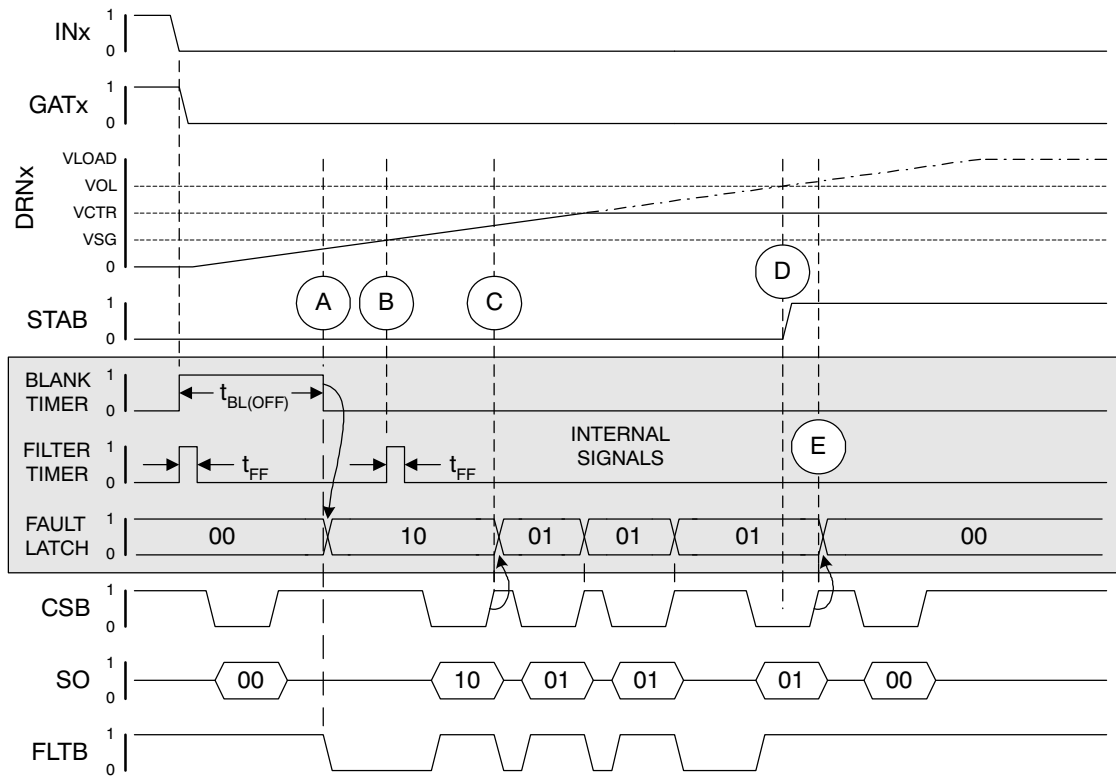 INx
1
0
GATx
1
0
DRNx
VLOAD
VOL
VCTR
VSG
0
A
B
C
D
STAB
1
0
BLANK
TIMER
1
0
tBL(OFF)
FILTER
TIMER
1
0
tFF
tFF
INTERNAL
SIGNALS
E
FAULT
LATCH
1
0
00
10
01
01
01
00
CSB
1
0
SO
1
0
00
10
01
01
01
00
FLTB
1
0